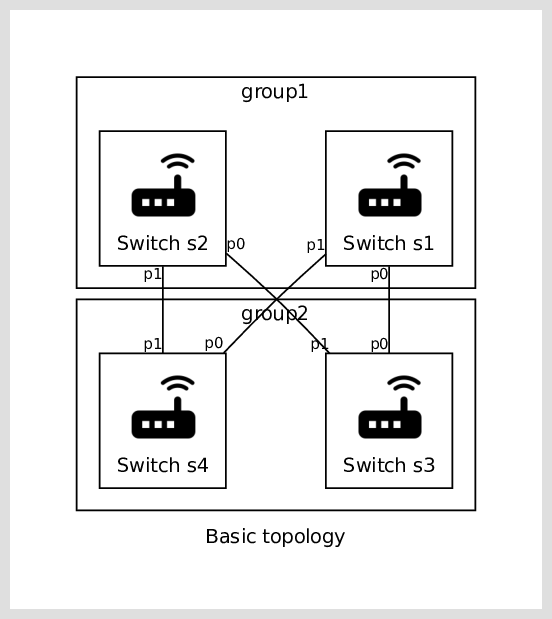 group1
Switch s2
Switch s1
p0
p1
p1
p0
group2
p1
p0
p1
p0
Switch s4
Switch s3
Basic topology